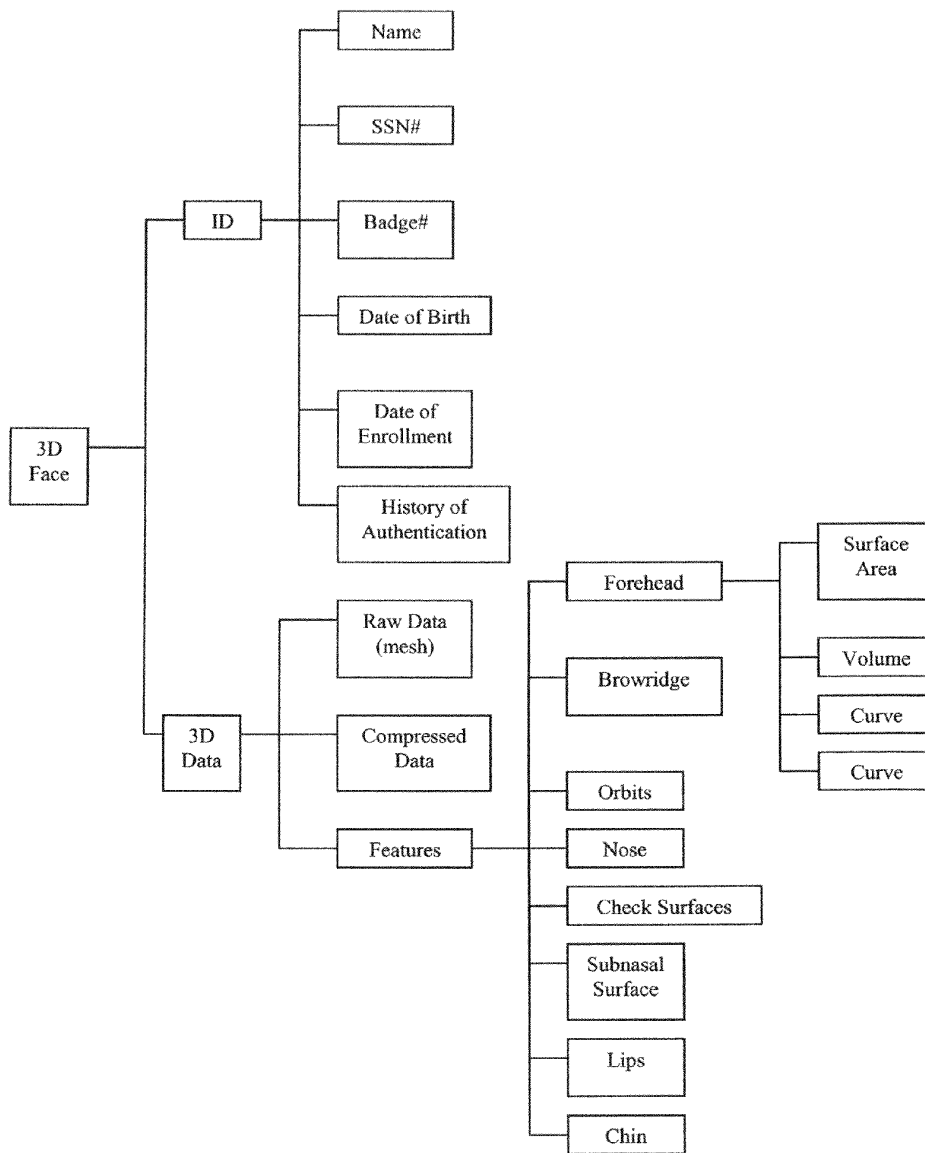 Name
SSN#
ID
Badge#
Date of Birth
3D
Face
Date of
Enrollment
History of
Authentication
Raw Data
(mesh)
3D
Data
Compressed
Data
Features
Forehead
Browridge
Orbits
Nose
Check Surfaces
Subnasal
Surface
Lips
Chin
Surface
Area
Volume
Curve
Curve